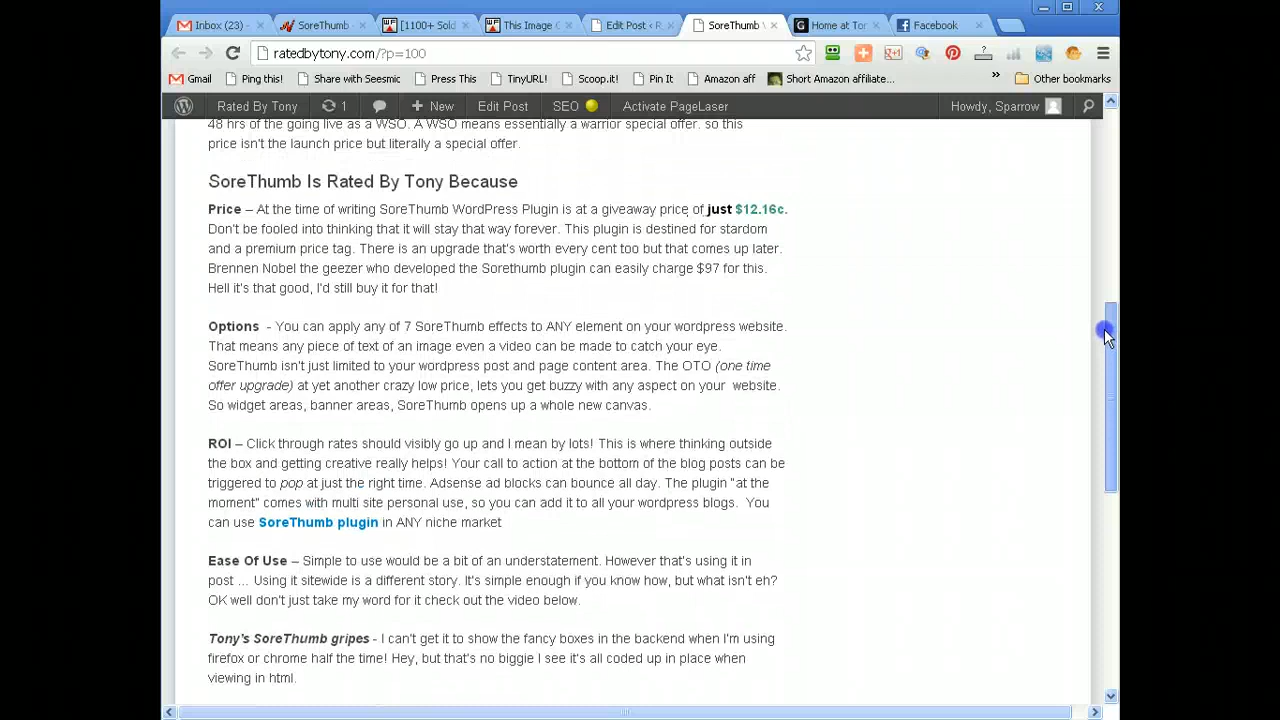 Inbox (23) -
SoreThumb
[1100+ Sold
This Image
Edit Post ‹ R
SoreThumb
Home at Tor
Facebook
ratedbytony.com/?p=100
Gmail
Ping this!
Share with Seesmic
Press This
TinyURL!
Scoop.it!
Pin It
Amazon aff
Short Amazon affiliate...
»
Other bookmarks
Rated By Tony
1
New
Edit Post
SEO
Activate PageLaser
Howdy, Sparrow
48 hrs of the going live as a WSO. A WSO means essentially a warrior special offer. so this
price isn't the launch price but literally a special offer.
SoreThumb Is Rated By Tony Because
Price – At the time of writing SoreThumb WordPress Plugin is at a giveaway price of just $12.16c.
Don't be fooled into thinking that it will stay that way forever. This plugin is destined for stardom
and a premium price tag. There is an upgrade that's worth every cent too but that comes up later.
Brennen Nobel the geezer who developed the Sorethumb plugin can easily charge $97 for this.
Hell it's that good, I'd still buy it for that!
Options - You can apply any of 7 SoreThumb effects to ANY element on your wordpress website.
That means any piece of text of an image even a video can be made to catch your eye.
SoreThumb isn't just limited to your wordpress post and page content area. The OTO (one time
offer upgrade) at yet another crazy low price, lets you get buzzy with any aspect on your website.
So widget areas, banner areas, SoreThumb opens up a whole new canvas.
ROI – Click through rates should visibly go up and I mean by lots! This is where thinking outside
the box and getting creative really helps! Your call to action at the bottom of the blog posts can be
triggered to pop at just the right time. Adsense ad blocks can bounce all day. The plugin "at the
moment" comes with multi site personal use, so you can add it to all your wordpress blogs. You
can use SoreThumb plugin in ANY niche market
Ease Of Use – Simple to use would be a bit of an understatement. However that's using it in
post ... Using it sitewide is a different story. It's simple enough if you know how, but what isn't eh?
OK well don't just take my word for it check out the video below.
Tony's SoreThumb gripes - I can't get it to show the fancy boxes in the backend when I'm using
firefox or chrome half the time! Hey, but that's no biggie I see it's all coded up in place when
viewing in html.